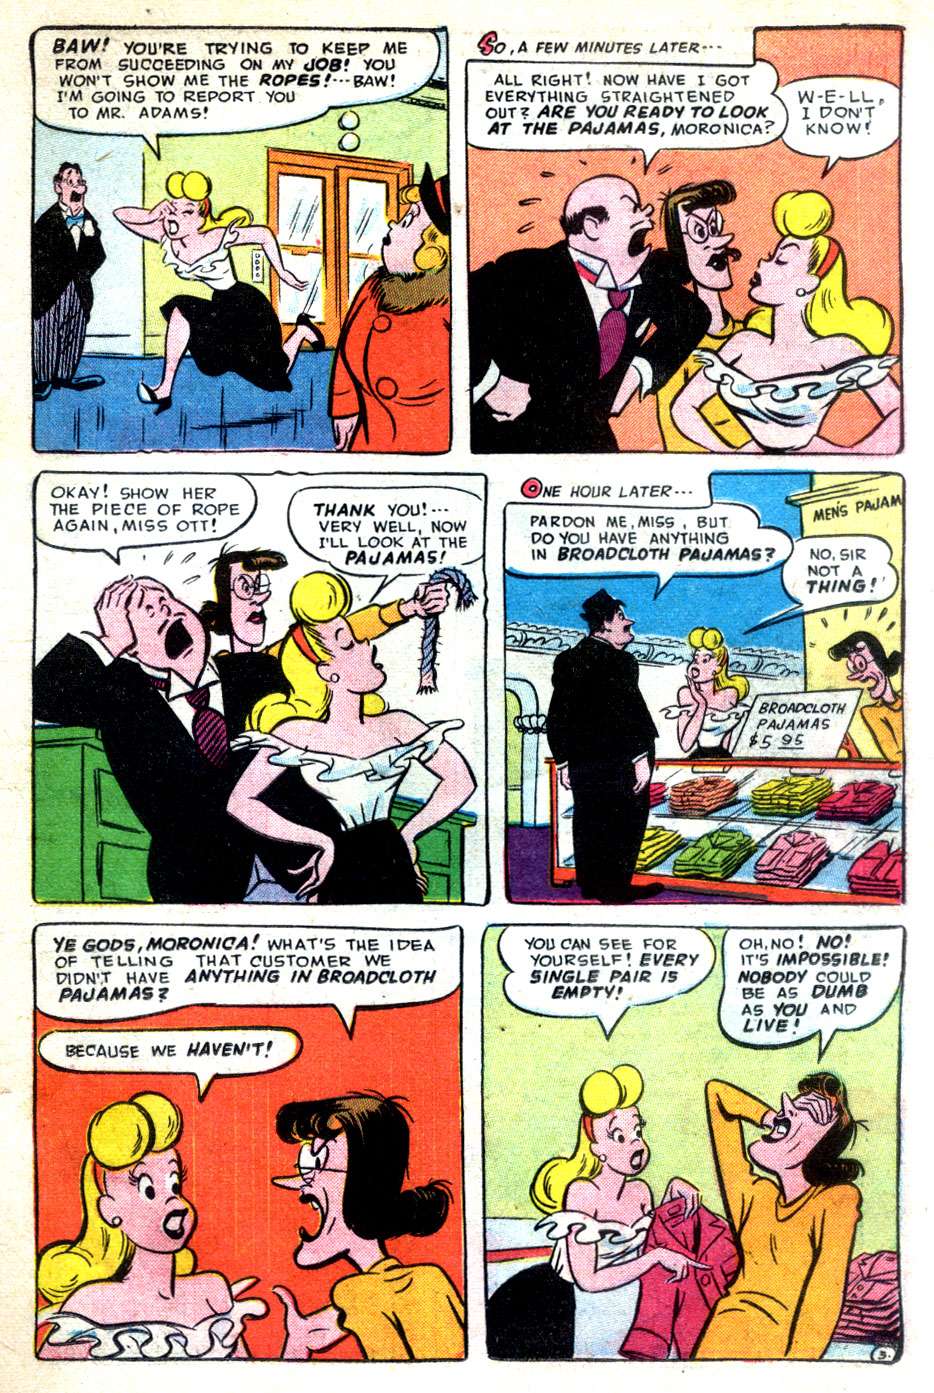 BAW! YOU'RE TRYING TO KEEP ME
FROM SUCCEEDING ON MY JOB! YOU
WON'T SHOW ME THE ROPES!---BAW!
I'M GOING TO REPORT YOU
TO MR. ADAMS!
SO, A FEW MINUTES LATER---
ALL RIGHT! NOW HAVE I GOT
EVERYTHING STRAIGHTENED
OUT? ARE YOU READY TO LOOK
AT THE PAJAMAS, MORONICA?
W-E-LL,
I DON'T
KNOW!
OKAY! SHOW HER
THE PIECE OF ROPE
AGAIN, MISS OTT!
THANK YOU!---
VERY WELL, NOW
I'LL LOOK AT THE
PAJAMAS!
ONE HOUR LATER---
PARDON ME, MISS, BUT
DO YOU HAVE ANYTHING
IN BROADCLOTH PAJAMAS?
MEN'S PAJAM
NO, SIR
NOT A
THING!
BROADCLOTH
PAJAMAS
$5 95
YE GODS, MORONICA! WHAT'S THE IDEA
OF TELLING THAT CUSTOMER WE
DIDN'T HAVE ANYTHING IN BROADCLOTH
PAJAMAS?
BECAUSE WE HAVEN'T!
YOU CAN SEE FOR
YOURSELF! EVERY
SINGLE PAIR IS
EMPTY!
OH, NO! NO!
IT'S IMPOSSIBLE!
NOBODY COULD
BE AS DUMB
AS YOU AND
LIVE!
3.